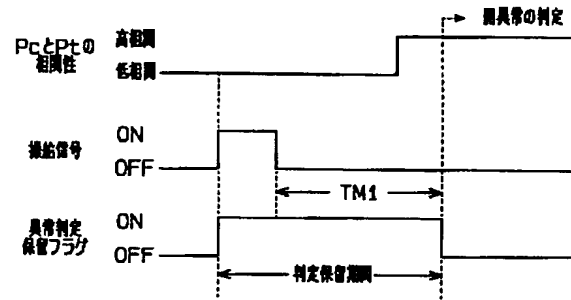 開異常の判定
PcとPtの
相関性
高相関
低相関
操給信号
ON
OFF
TM1
異常判定
保留フラグ
ON
OFF
判定保留期間